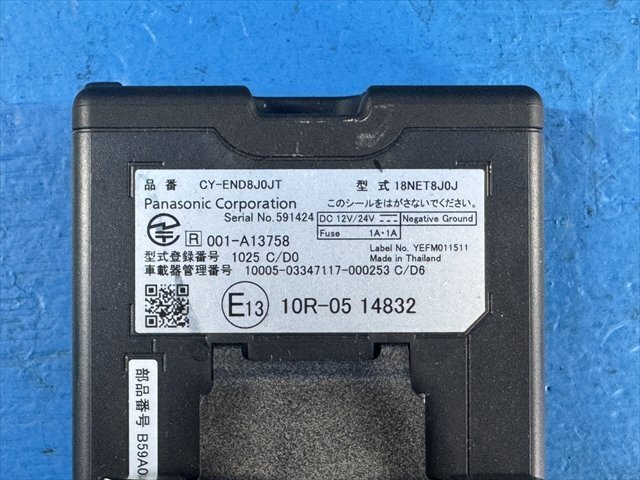 品 番 CY-END8J0JT 型 式 18NET8J0J
Panasonic Corporation このシールをはがさないでください。
Serial No. 591424 DC 12V/24V Negative Ground
Fuse 1A・1A
R 001-A13758
Label No. YEFM011511
型式登録番号 1025 C/D0 Made in Thailand
車載器管理番号 10005-03347117-000253 C/D6
E13 10R-05 14832
部品番号 B59A0